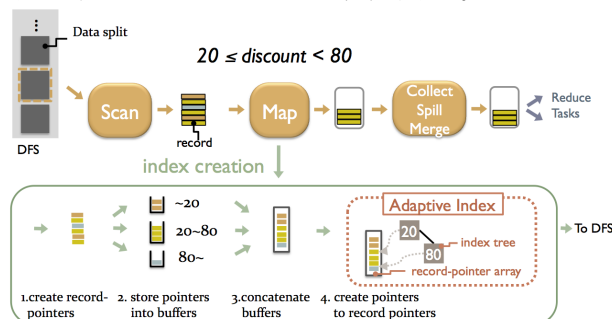 ⋮
Data split
20 ≤ discount < 80
Scan
Map
Collect
Spill
Merge
Reduce
Tasks
record
DFS
index creation
~20
20~80
80~
Adaptive Index
20
80
index tree
record-pointer array
To DFS
1.create record-
pointers
2. store pointers
into buffers
3.concatenate
buffers
4. create pointers
to record pointers